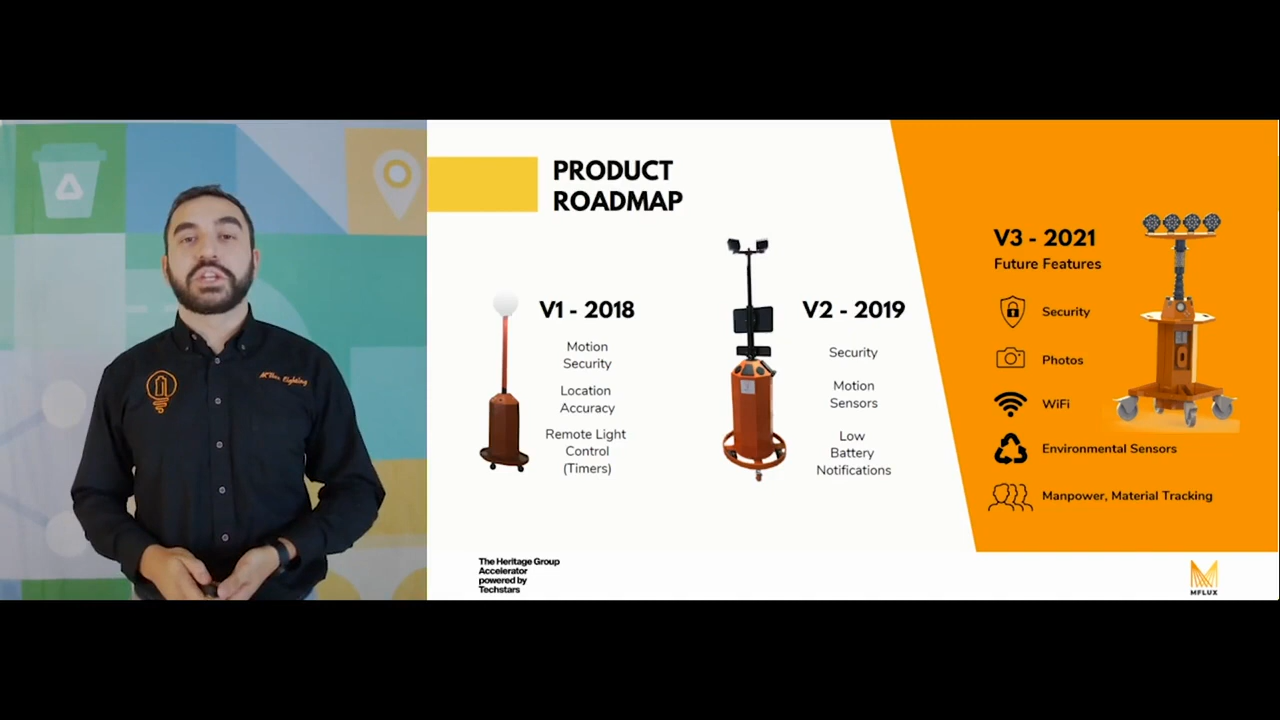 PRODUCT
ROADMAP
V1 - 2018
Motion
Security
Location
Accuracy
Remote Light
Control
(Timers)
V2 - 2019
Security
Motion
Sensors
Low
Battery
Notifications
V3 - 2021
Future Features
Security
Photos
WiFi
Environmental Sensors
Manpower, Material Tracking
The Heritage Group
Accelerator
powered by
Techstars
MFLUX